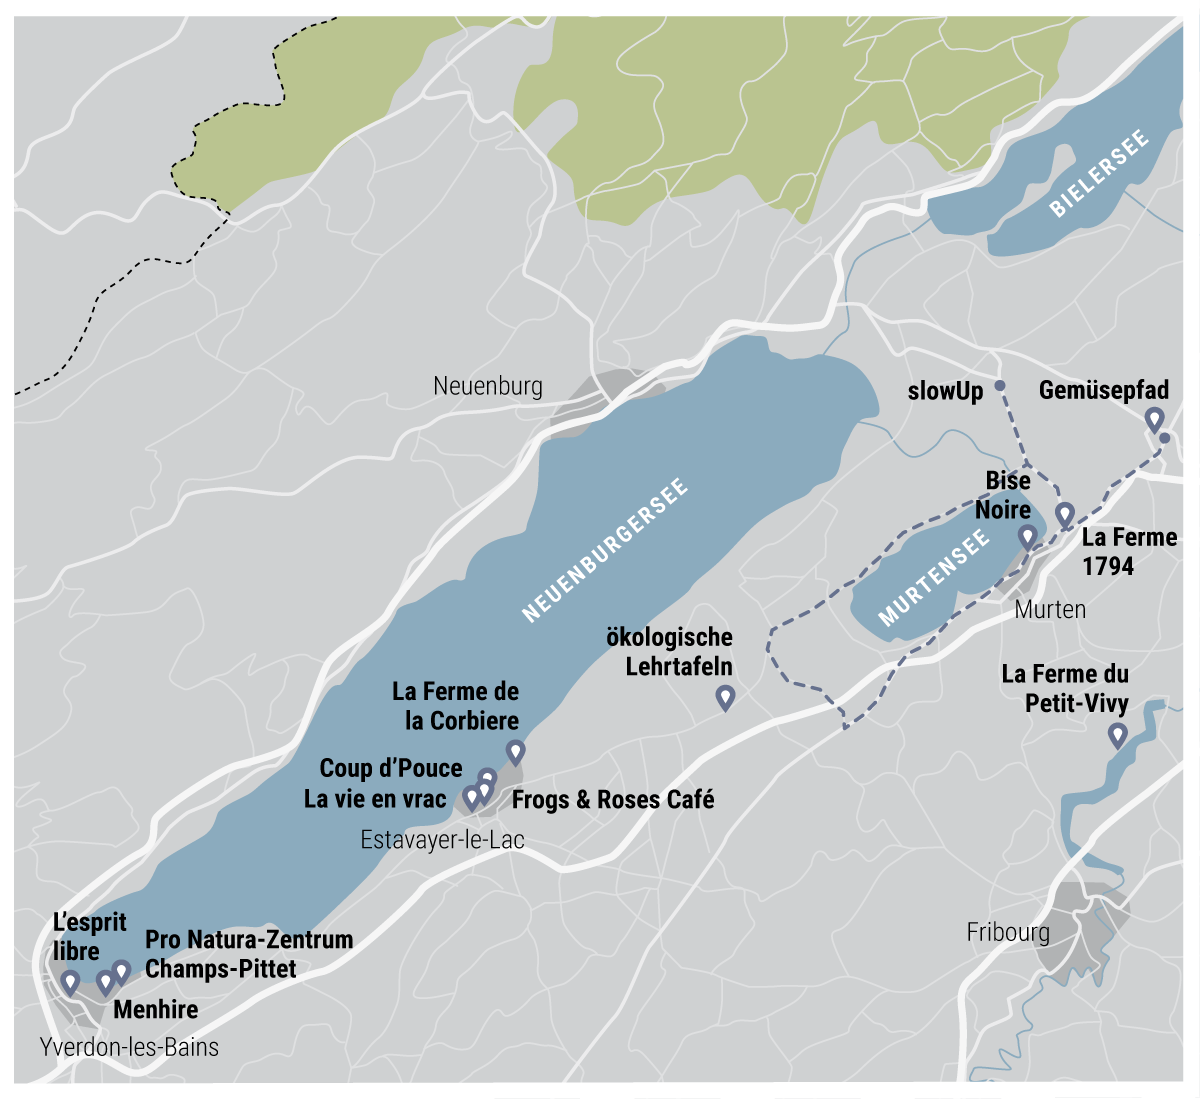 BIELERSEE
Neuenburg
slowUp
Gemüsepfad
Bise
Noire
NEUENBURGERSEE
MURTENSEE
La Ferme
1794
Murten
ökologische
Lehrtafeln
La Ferme du
Petit-Vivy
La Ferme de
la Corbiere
Coup d’Pouce
La vie en vrac
Frogs & Roses Café
Estavayer-le-Lac
L’esprit
libre
Pro Natura-Zentrum
Champs-Pittet
Fribourg
Menhire
Yverdon-les-Bains